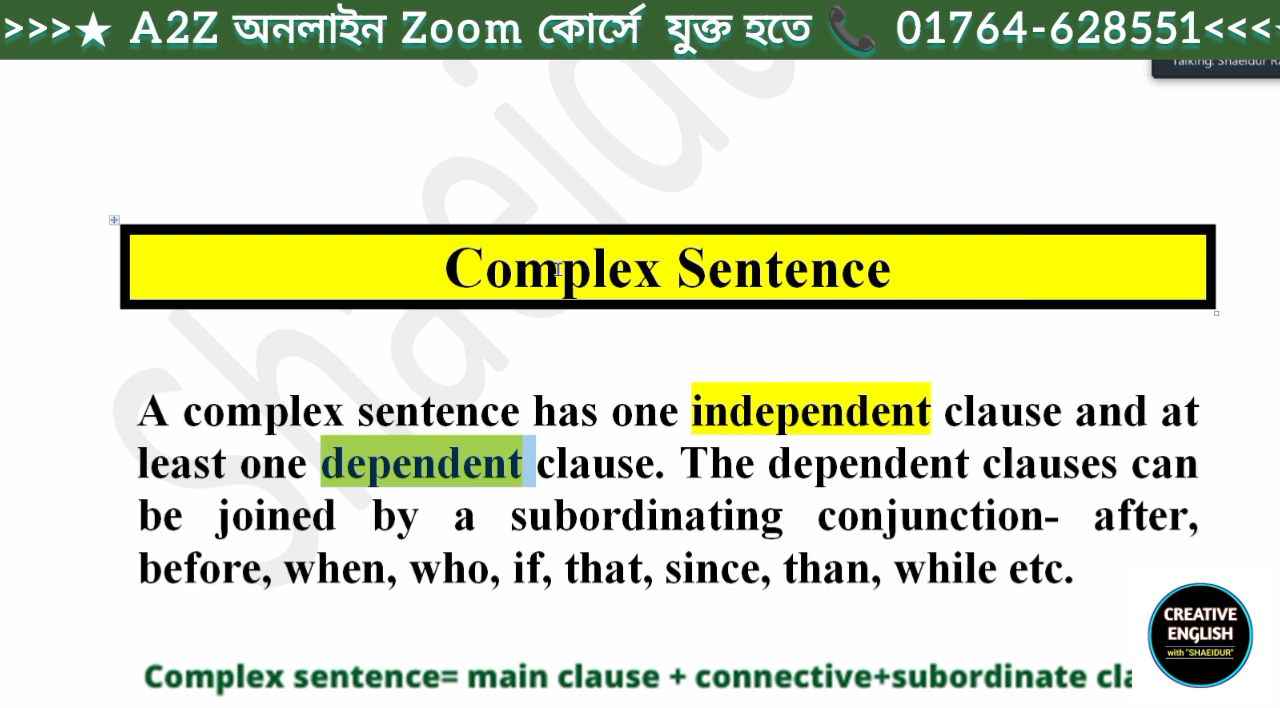 >>>★ A2Z অনলাইন Zoom কোর্সে যুক্ত হতে 📞 01764-628551<<<
Talking: Shaeidur
Complex Sentence
A complex sentence has one independent clause and at
least one dependent clause. The dependent clauses can
be joined by a subordinating conjunction- after,
before, when, who, if, that, since, than, while etc.
Complex sentence= main clause + connective+subordinate
CREATIVE
ENGLISH
with "SHAEIDUR"